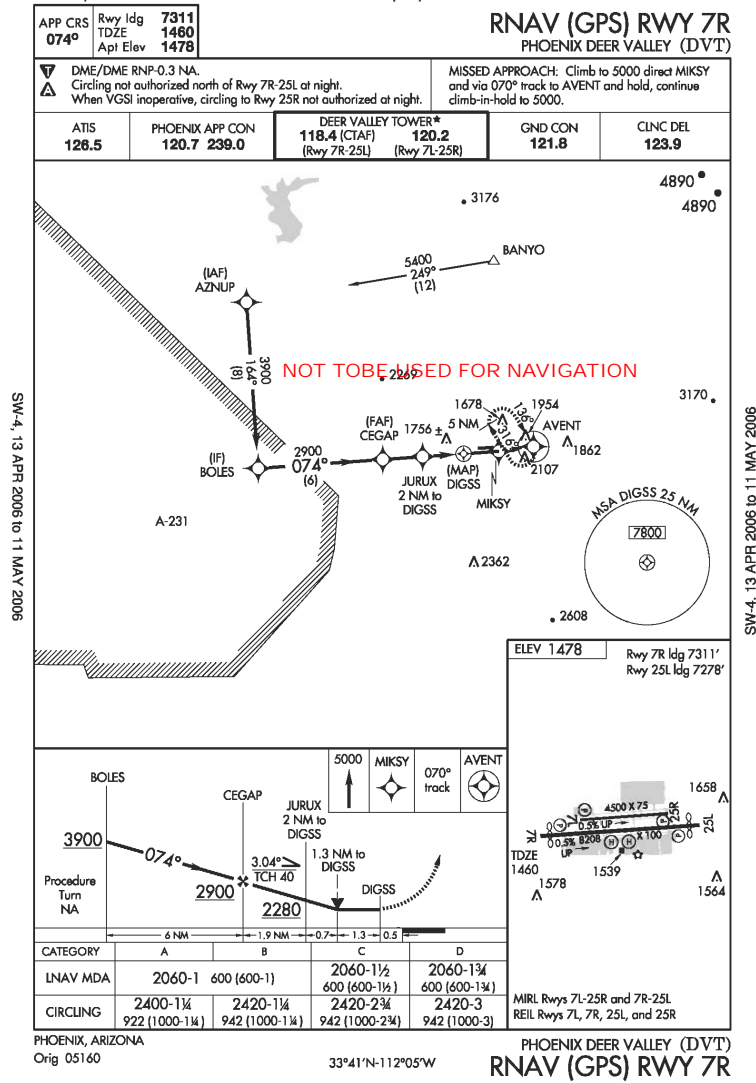 APP CRS
074°
Rwy ldg 7311
TDZE 1460
Apt Elev 1478
RNAV (GPS) RWY 7R
PHOENIX DEER VALLEY (DVT)
T
A
DME/DME RNP-0.3 NA.
Circling not authorized north of Rwy 7R-25L at night.
When VGSI inoperative, circling to Rwy 25R not authorized at night.
MISSED APPROACH: Climb to 5000 direct MIKSY
and via 070° track to AVENT and hold, continue
climb-in-hold to 5000.
ATIS
126.5
PHOENIX APP CON
120.7 239.0
DEER VALLEY TOWER★
118.4 (CTAF) 120.2
(Rwy 7R-25L) (Rwy 7L-25R)
GND CON
121.8
CLNC DEL
123.9
4890
4890
3176
BANYO
5400
249°
(12)
(IAF)
AZNUP
3900
164°
(8)
NOT TOBE USED FOR NAVIGATION
2269
3170
1678
5 NM
136°
316°
1954
AVENT
1862
2107
1756 ±
(FAF)
CEGAP
(IF)
BOLES
2900
074°
(6)
JURUX
2 NM to
DIGSS
(MAP)
DIGSS
MIKSY
A-231
MSA DIGSS 25 NM
7800
2362
2608
SW-4, 13 APR 2006 to 11 MAY 2006
SW-4, 13 APR 2006 to 11 MAY 2006
ELEV 1478
Rwy 7R ldg 7311'
Rwy 25L ldg 7278'
1658
4500 X 75
0.5% UP
7L
25R
7R
25L
0.5% UP
8208 X 100
P
P
P
P
H
H
TDZE
1460
1539
1578
1564
MIRL Rwys 7L-25R and 7R-25L
REIL Rwys 7L, 7R, 25L, and 25R
5000
MIKSY
070°
track
AVENT
BOLES
CEGAP
JURUX
2 NM to
DIGSS
1.3 NM to
DIGSS
DIGSS
3900
074°
3.04°
TCH 40
2900
2280
Procedure
Turn
NA
6 NM
1.9 NM
0.7
1.3
0.5
CATEGORY A B C D
LNAV MDA 2060-1 600 (600-1) 2060-1½ 600 (600-1½) 2060-1¾ 600 (600-1¾)
CIRCLING 2400-1¼ 922 (1000-1¼) 2420-1¼ 942 (1000-1¼) 2420-2¾ 942 (1000-2¾) 2420-3 942 (1000-3)
PHOENIX, ARIZONA
Orig 05160
33°41'N-112°05'W
PHOENIX DEER VALLEY (DVT)
RNAV (GPS) RWY 7R